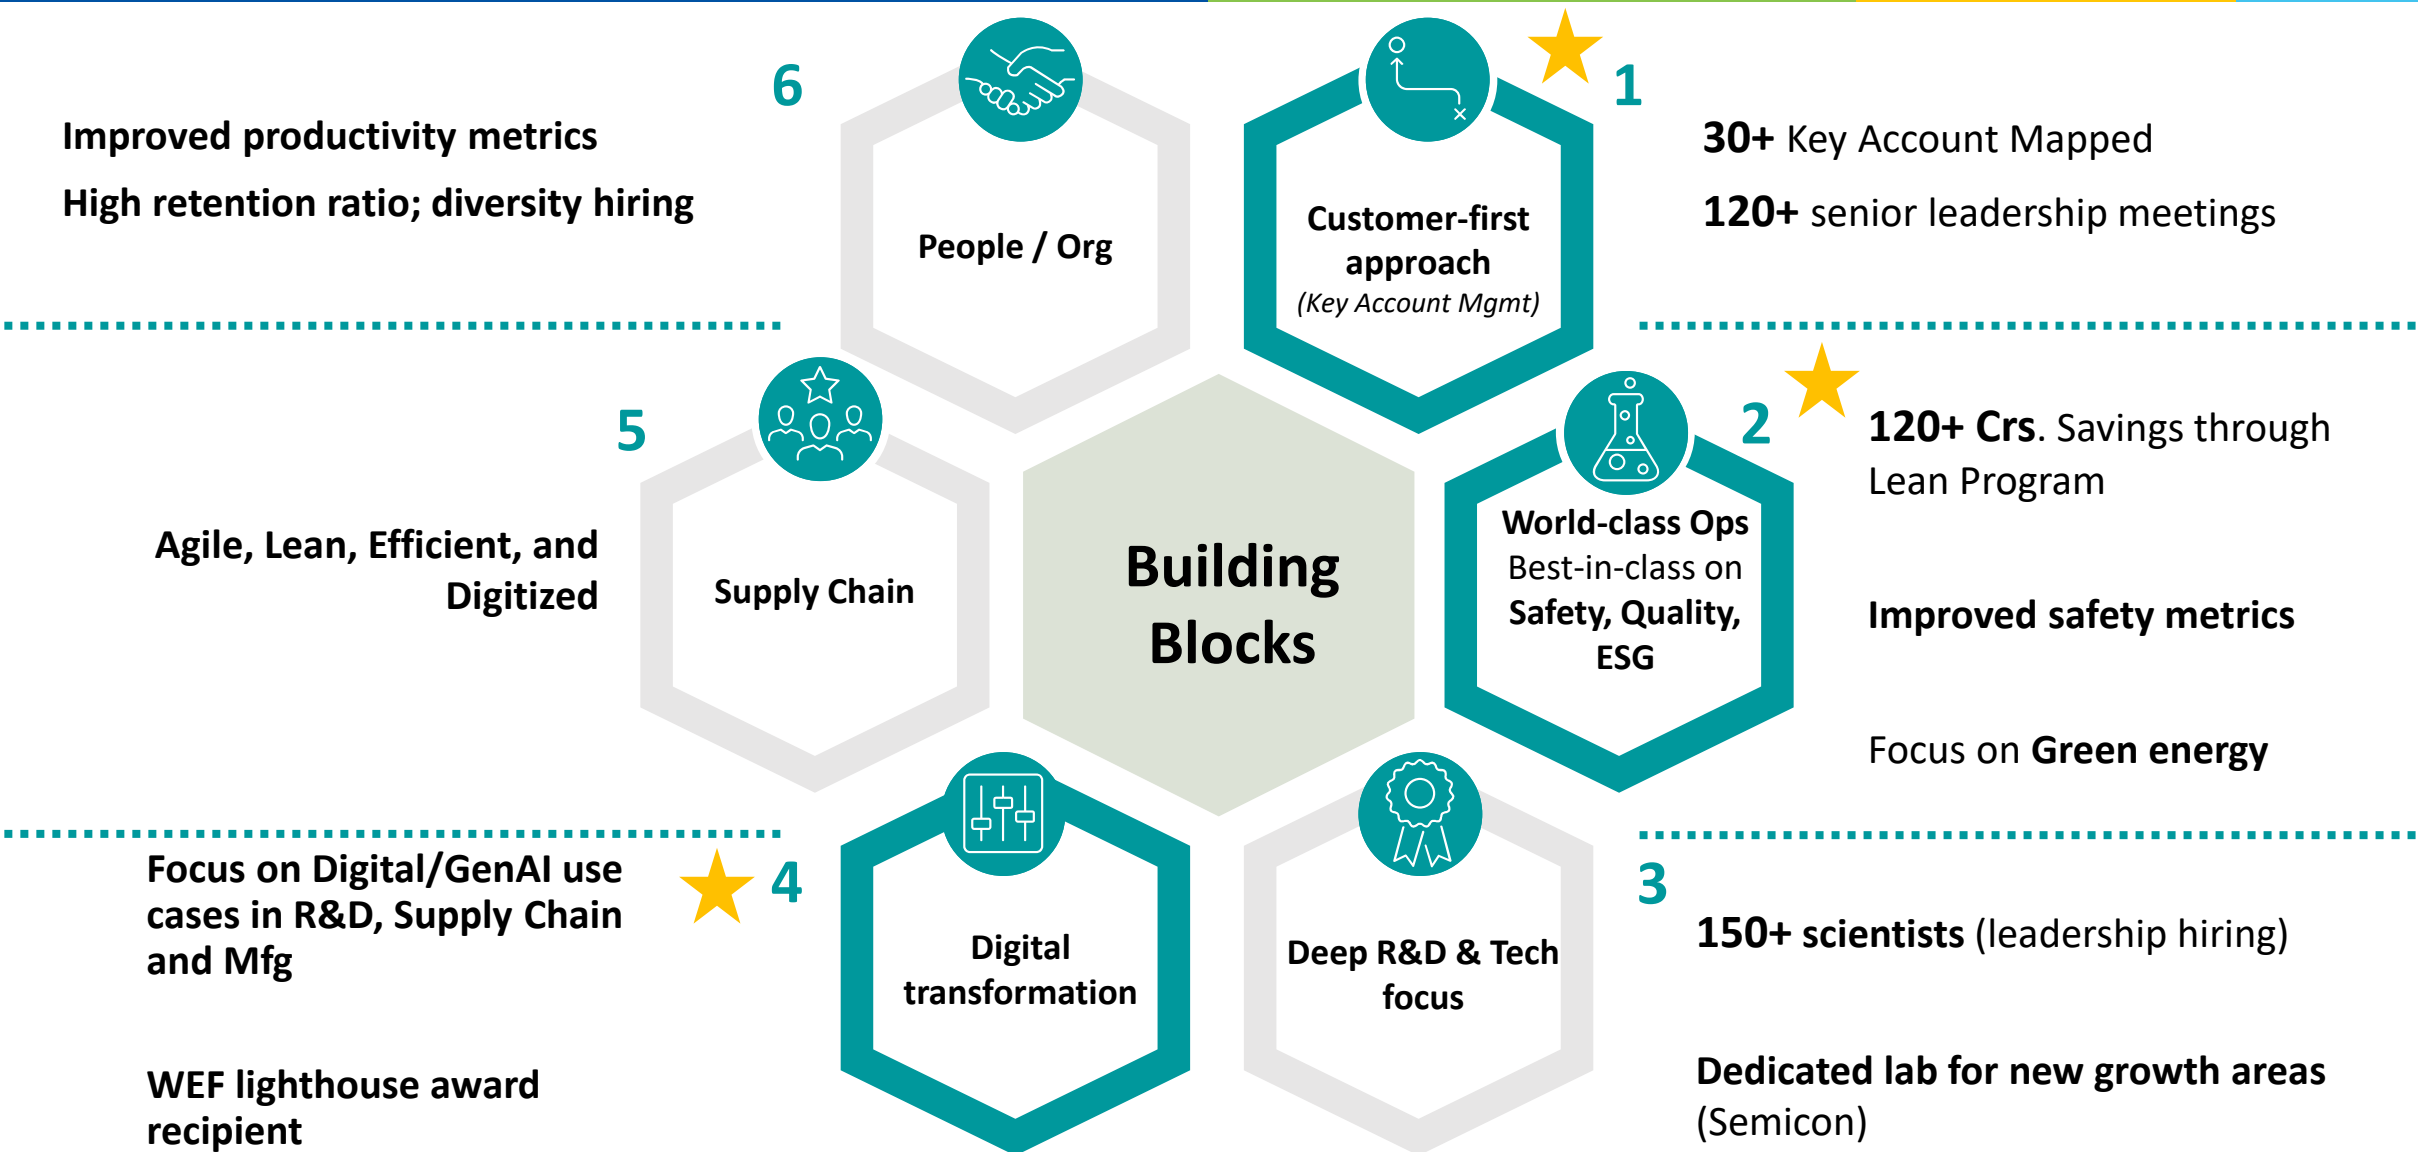 6
Improved productivity metrics
High retention ratio; diversity hiring
People / Org
1
Customer-first
approach
(Key Account Mgmt)
30+ Key Account Mapped
120+ senior leadership meetings
5
Agile, Lean, Efficient, and
Digitized
Supply Chain
Building
Blocks
2
World-class Ops
Best-in-class on
Safety, Quality,
ESG
120+ Crs. Savings through
Lean Program
Improved safety metrics
Focus on Green energy
4
Focus on Digital/GenAI use
cases in R&D, Supply Chain
and Mfg
WEF lighthouse award
recipient
Digital
transformation
3
Deep R&D & Tech
focus
150+ scientists (leadership hiring)
Dedicated lab for new growth areas
(Semicon)